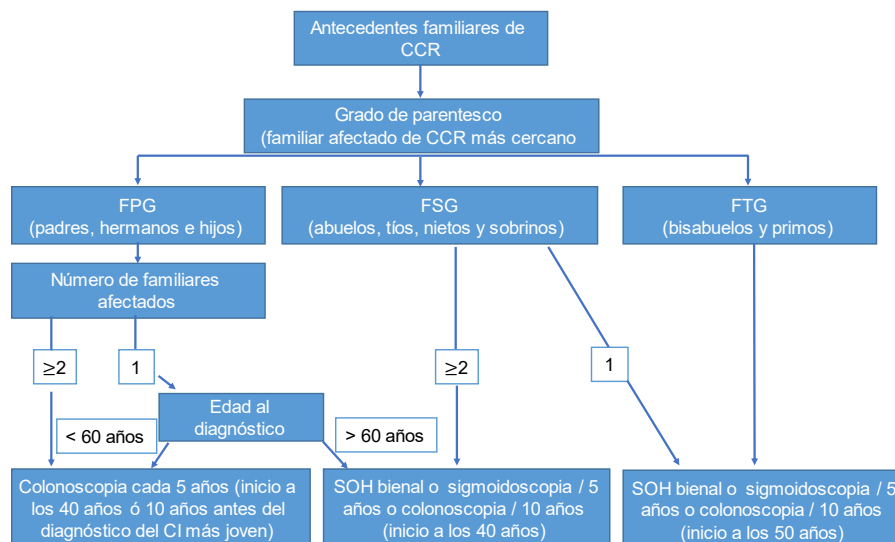 Antecedentes familiares de
CCR
Grado de parentesco
(familiar afectado de CCR más cercano
FPG
(padres, hermanos e hijos)
FSG
(abuelos, tíos, nietos y sobrinos)
FTG
(bisabuelos y primos)
Número de familiares
afectados
≥2
1
≥2
1
Edad al
diagnóstico
< 60 años
> 60 años
Colonoscopia cada 5 años (inicio a
los 40 años ó 10 años antes del
diagnóstico del CI más joven)
SOH bienal o sigmoidoscopia / 5
años o colonoscopia / 10 años
(inicio a los 40 años)
SOH bienal o sigmoidoscopia / 5
años o colonoscopia / 10 años
(inicio a los 50 años)